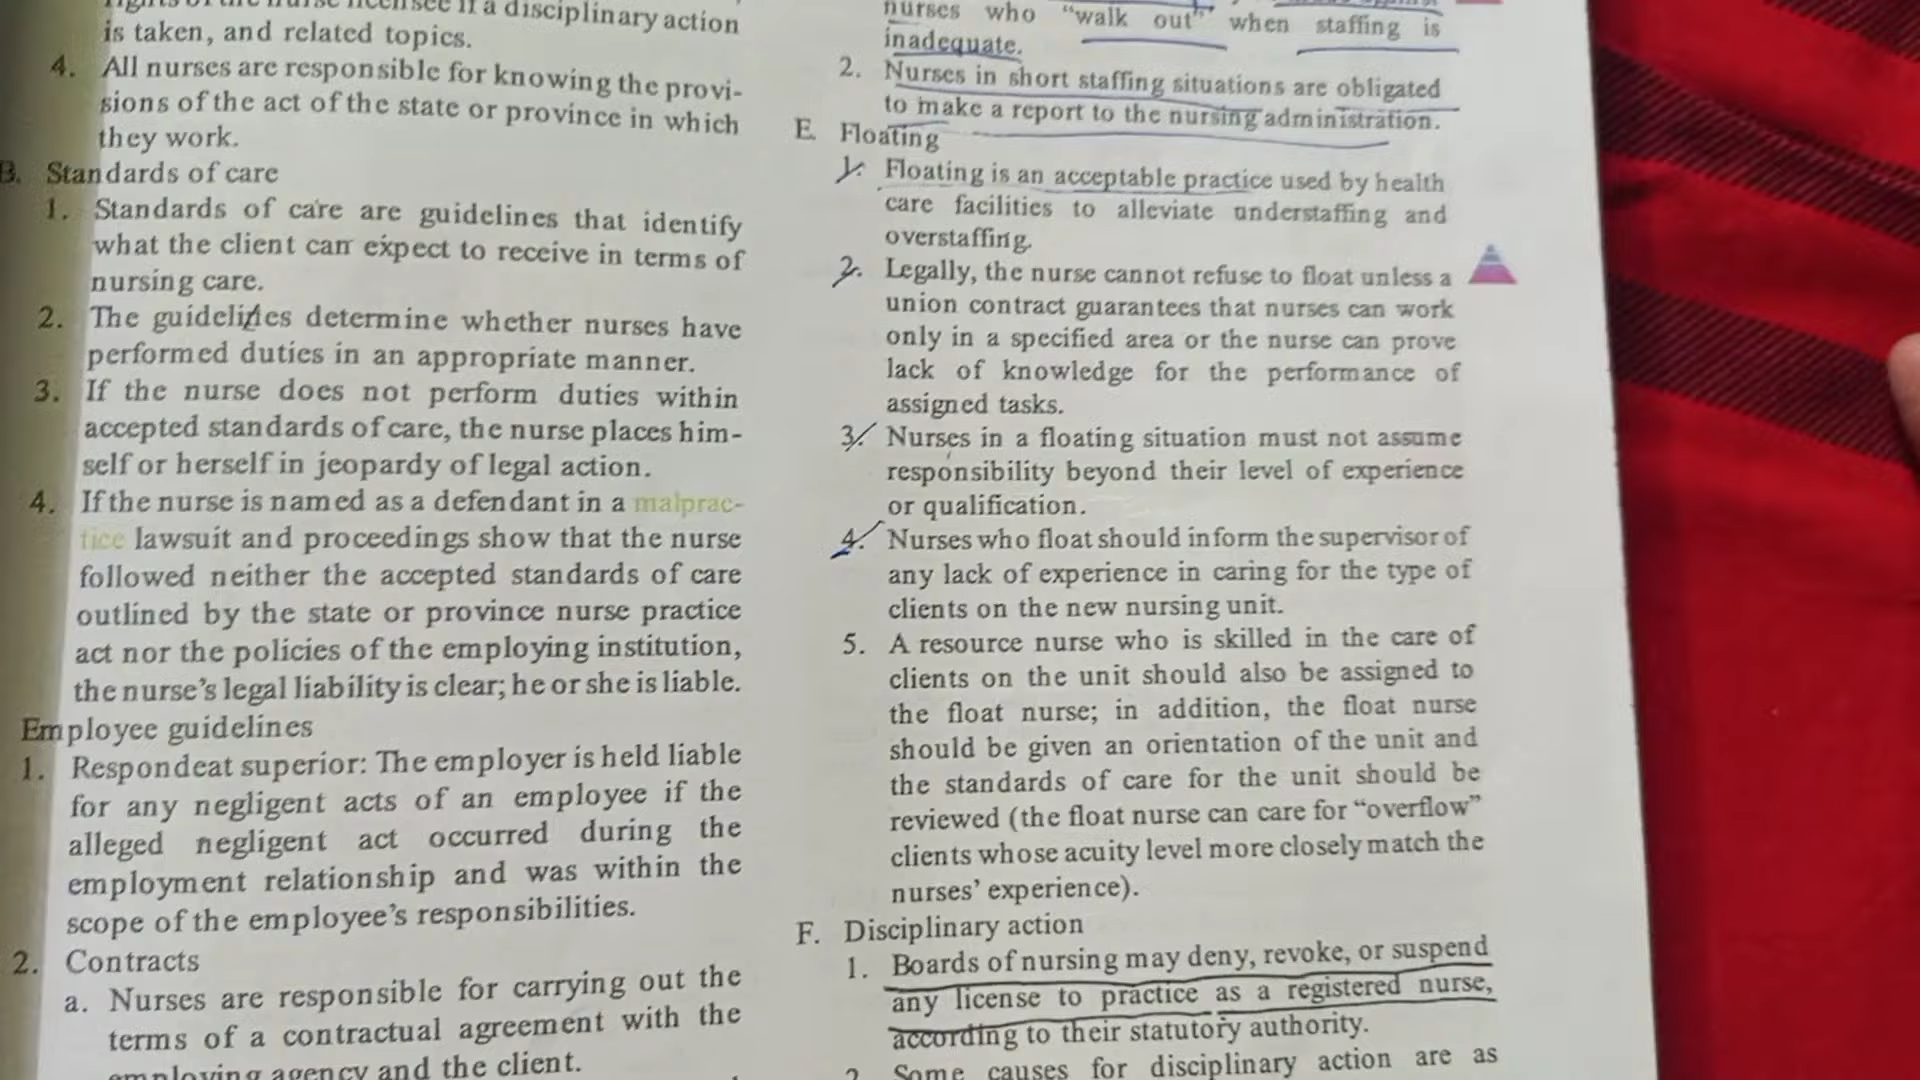 rights of the nurse licensee if a disciplinary action
is taken, and related topics.
4. All nurses are responsible for knowing the provi-
sions of the act of the state or province in which
they work.
B. Standards of care
1. Standards of care are guidelines that identify
what the client can expect to receive in terms of
nursing care.
2. The guidelines determine whether nurses have
performed duties in an appropriate manner.
3. If the nurse does not perform duties within
accepted standards of care, the nurse places him-
self or herself in jeopardy of legal action.
4. If the nurse is named as a defendant in a malprac-
tice lawsuit and proceedings show that the nurse
followed neither the accepted standards of care
outlined by the state or province nurse practice
act nor the policies of the employing institution,
the nurse's legal liability is clear; he or she is liable.
Employee guidelines
1. Respondeat superior: The employer is held liable
for any negligent acts of an employee if the
alleged negligent act occurred during the
employment relationship and was within the
scope of the employee's responsibilities.
2. Contracts
a. Nurses are responsible for carrying out the
terms of a contractual agreement with the
employing agency and the client.
nurses who "walk out" when staffing is
inadequate.
2. Nurses in short staffing situations are obligated
to make a report to the nursing administration.
E. Floating
1. Floating is an acceptable practice used by health
care facilities to alleviate understaffing and
overstaffing.
2. Legally, the nurse cannot refuse to float unless a
union contract guarantees that nurses can work
only in a specified area or the nurse can prove
lack of knowledge for the performance of
assigned tasks.
3. Nurses in a floating situation must not assume
responsibility beyond their level of experience
or qualification.
4. Nurses who float should inform the supervisor of
any lack of experience in caring for the type of
clients on the new nursing unit.
5. A resource nurse who is skilled in the care of
clients on the unit should also be assigned to
the float nurse; in addition, the float nurse
should be given an orientation of the unit and
the standards of care for the unit should be
reviewed (the float nurse can care for "overflow"
clients whose acuity level more closely match the
nurses' experience).
F. Disciplinary action
1. Boards of nursing may deny, revoke, or suspend
any license to practice as a registered nurse,
according to their statutory authority.
2. Some causes for disciplinary action are as